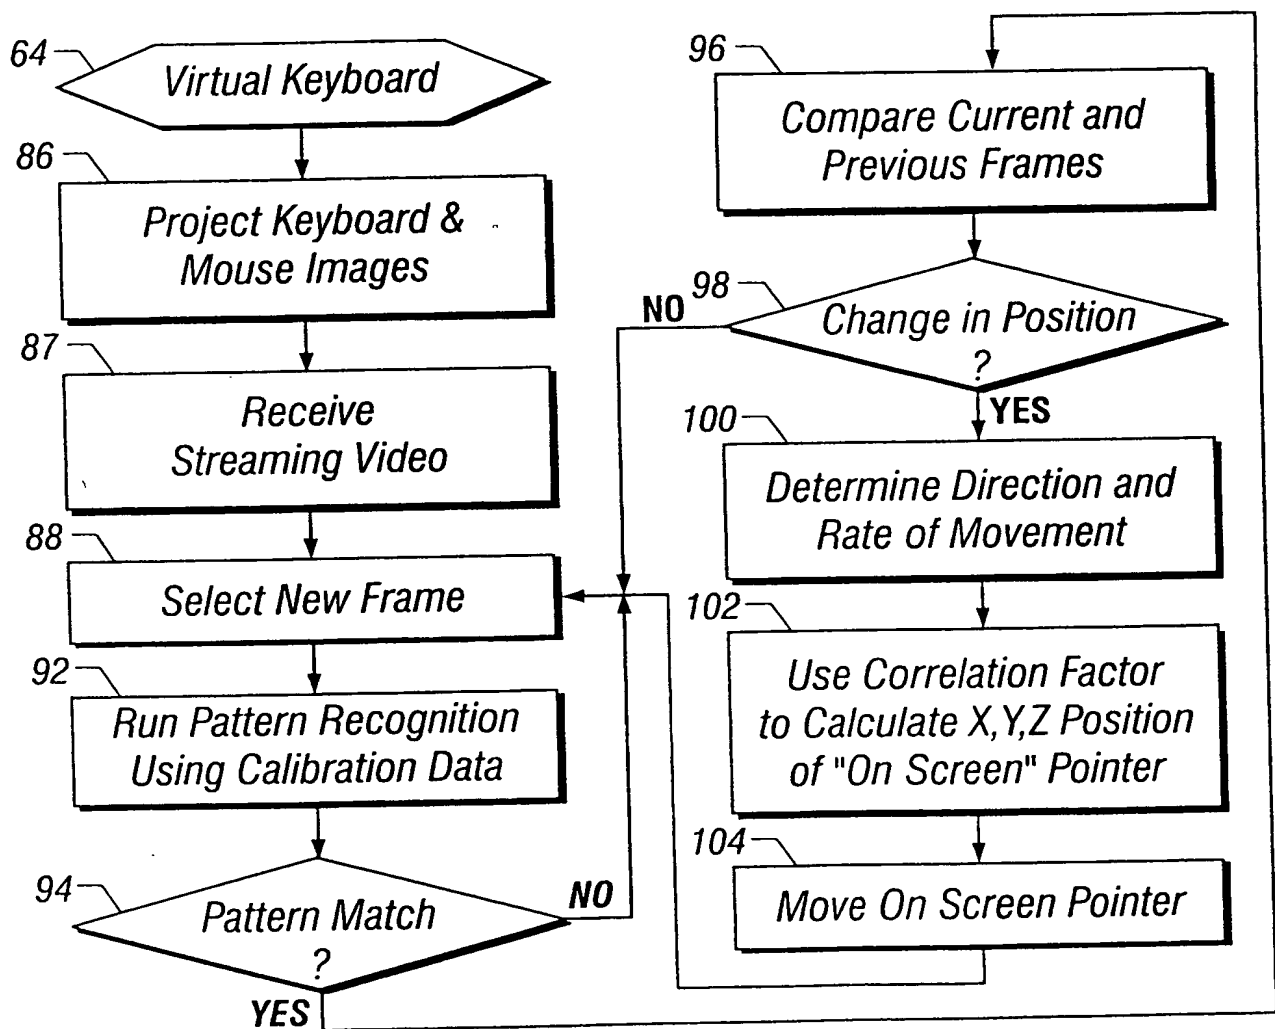 64
Virtual Keyboard
86
Project Keyboard &
Mouse Images
87
Receive
Streaming Video
88
Select New Frame
92
Run Pattern Recognition
Using Calibration Data
94
Pattern Match
?
NO
YES
96
Compare Current and
Previous Frames
98
Change in Position
?
NO
YES
100
Determine Direction and
Rate of Movement
102
Use Correlation Factor
to Calculate X,Y,Z Position
of "On Screen" Pointer
104
Move On Screen Pointer